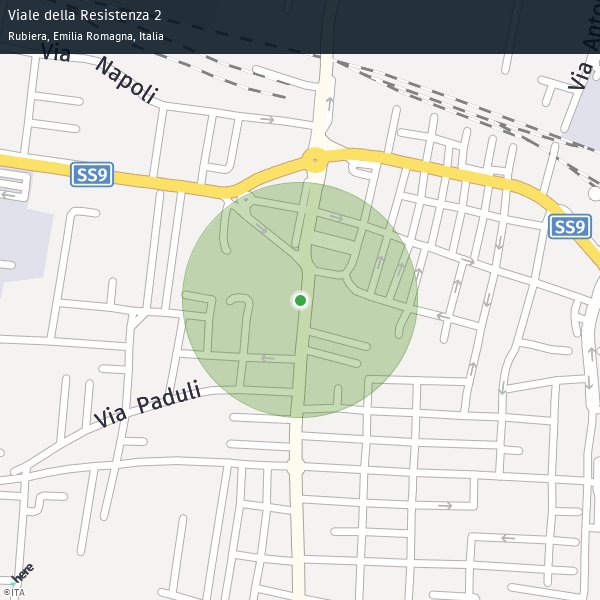 Viale della Resistenza 2
Rubiera, Emilia Romagna, Italia
Via Napoli
Via Anto
SS9
SS9
Via Paduli
here
©ITA